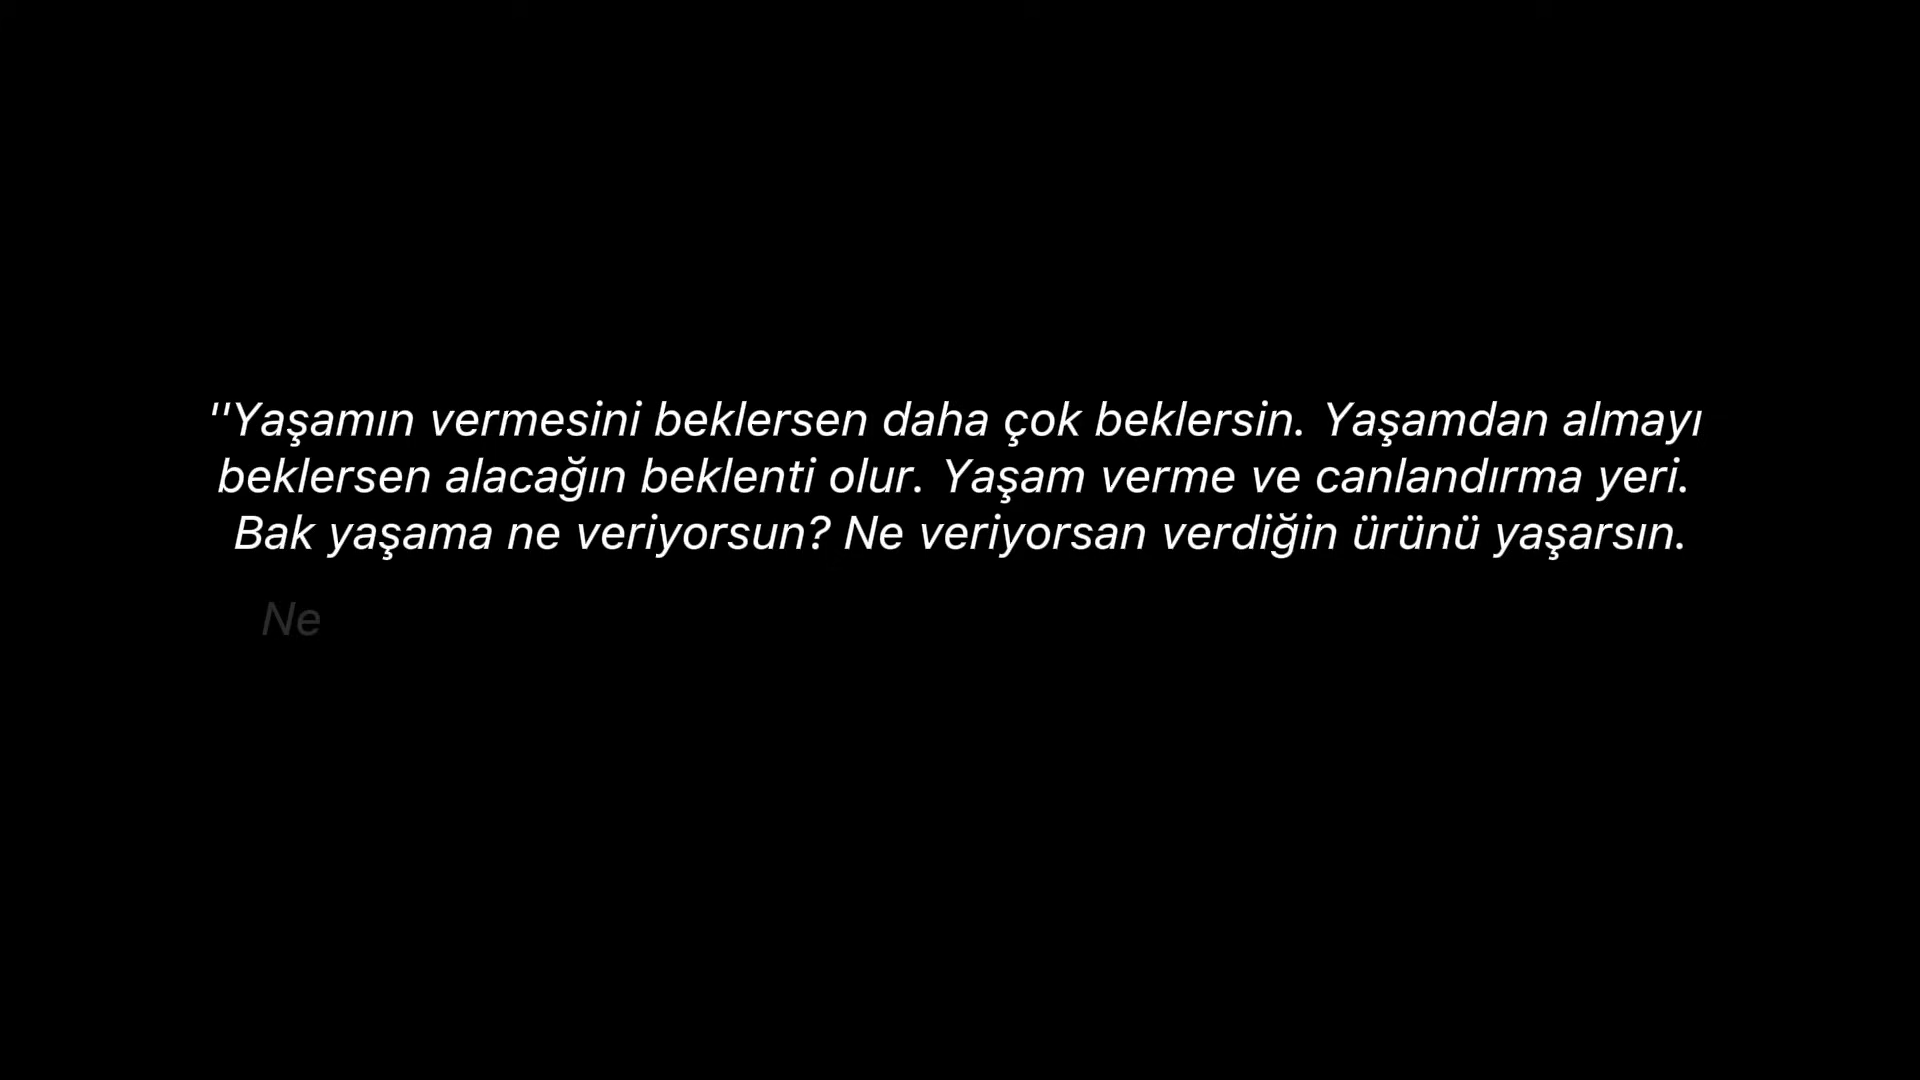 ''Yaşamın vermesini beklersen daha çok beklersin. Yaşamdan almayı
beklersen alacağın beklenti olur. Yaşam verme ve canlandırma yeri.
Bak yaşama ne veriyorsun? Ne veriyorsan verdiğin ürünü yaşarsın.
Ne